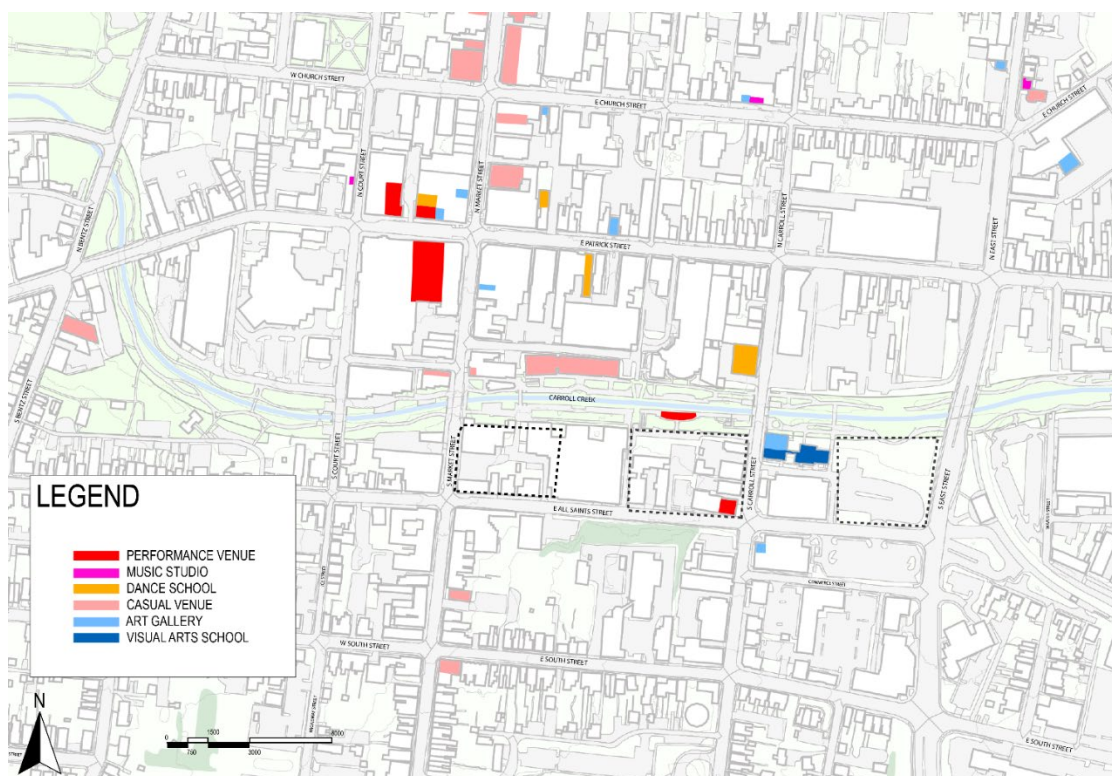 W CHURCH STREET
E CHURCH STREET
E CHURCH STREET
N COURT STREET
N MARKET STREET
N CARROLL STREET
N EAST STREET
N BENTZ STREET
E PATRICK STREET
S BENTZ STREET
CARROLL CREEK
S COURT STREET
S MARKET STREET
S CARROLL STREET
S EAST STREET
E ALL SAINTS STREET
W SOUTH STREET
E SOUTH STREET
E SOUTH STREET
LEGEND
PERFORMANCE VENUE
MUSIC STUDIO
DANCE SCHOOL
CASUAL VENUE
ART GALLERY
VISUAL ARTS SCHOOL
N
0
750
1500
3000